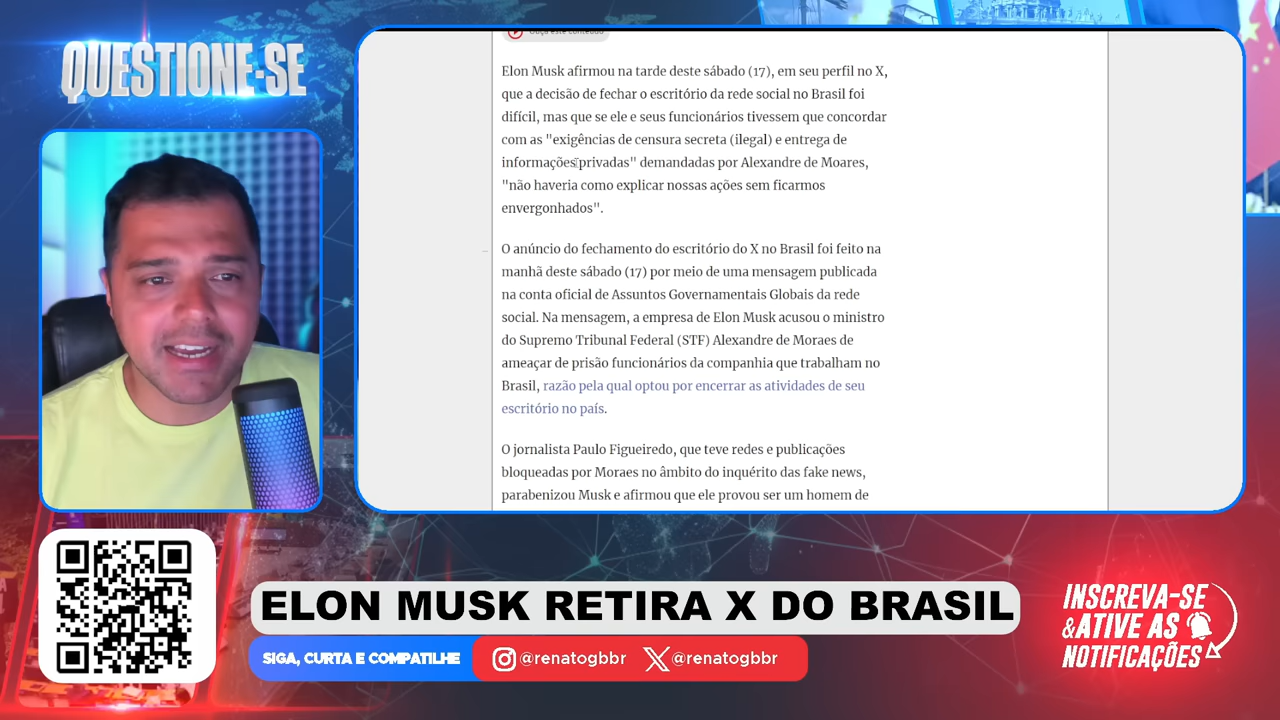 QUESTIONE-SE
Ouça este conteúdo
Elon Musk afirmou na tarde deste sábado (17), em seu perfil no X,
que a decisão de fechar o escritório da rede social no Brasil foi
difícil, mas que se ele e seus funcionários tivessem que concordar
com as "exigências de censura secreta (ilegal) e entrega de
informações privadas" demandadas por Alexandre de Moares,
"não haveria como explicar nossas ações sem ficarmos
envergonhados".
O anúncio do fechamento do escritório do X no Brasil foi feito na
manhã deste sábado (17) por meio de uma mensagem publicada
na conta oficial de Assuntos Governamentais Globais da rede
social. Na mensagem, a empresa de Elon Musk acusou o ministro
do Supremo Tribunal Federal (STF) Alexandre de Moraes de
ameaçar de prisão funcionários da companhia que trabalham no
Brasil, razão pela qual optou por encerrar as atividades de seu
escritório no país.
O jornalista Paulo Figueiredo, que teve redes e publicações
bloqueadas por Moraes no âmbito do inquérito das fake news,
parabenizou Musk e afirmou que ele provou ser um homem de
ELON MUSK RETIRA X DO BRASIL
SIGA, CURTA E COMPATILHE
@renatogbbr
@renatogbbr
INSCREVA-SE
&ATIVE AS
NOTIFICAÇÕES